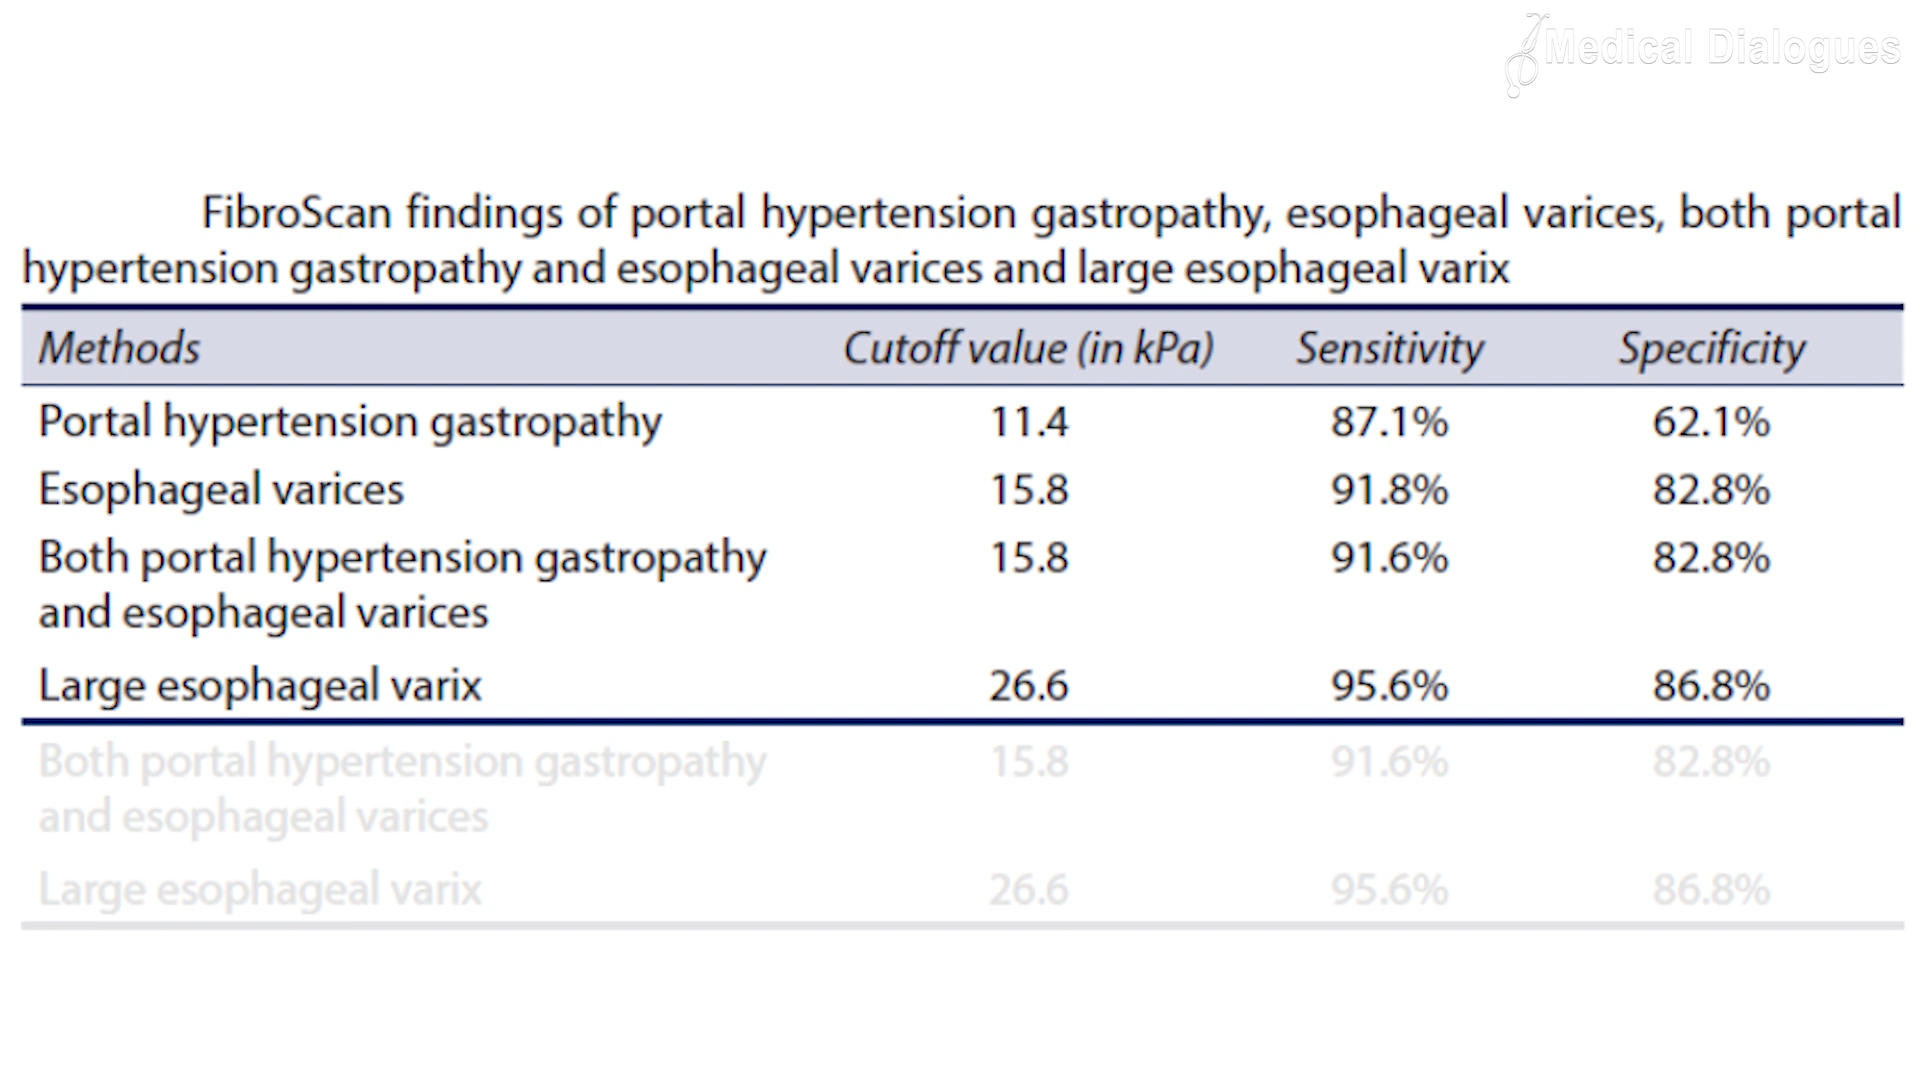 Medical Dialogues
FibroScan findings of portal hypertension gastropathy, esophageal varices, both portal
hypertension gastropathy and esophageal varices and large esophageal varix
Methods Cutoff value (in kPa) Sensitivity Specificity
Portal hypertension gastropathy 11.4 87.1% 62.1%
Esophageal varices 15.8 91.8% 82.8%
Both portal hypertension gastropathy 15.8 91.6% 82.8%
and esophageal varices
Large esophageal varix 26.6 95.6% 86.8%
Both portal hypertension gastropathy 15.8 91.6% 82.8%
and esophageal varices
Large esophageal varix 26.6 95.6% 86.8%